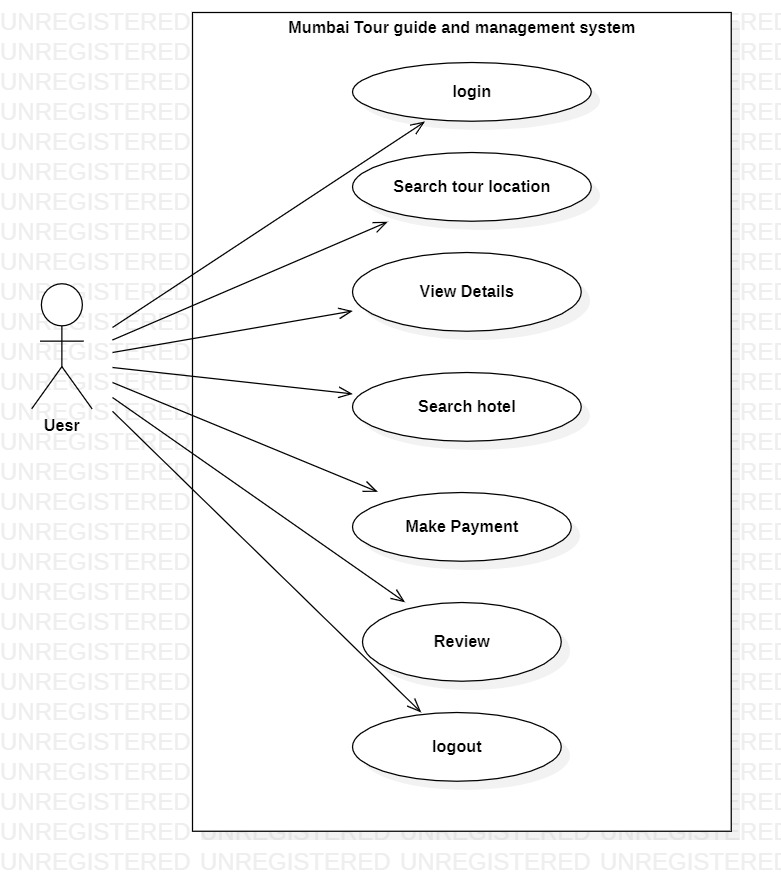 Mumbai Tour guide and management system
login
Search tour location
View Details
Search hotel
Uesr
Make Payment
Review
logout
UNREGISTERED UNREGISTERED UNREGISTERED UNREGISTERED